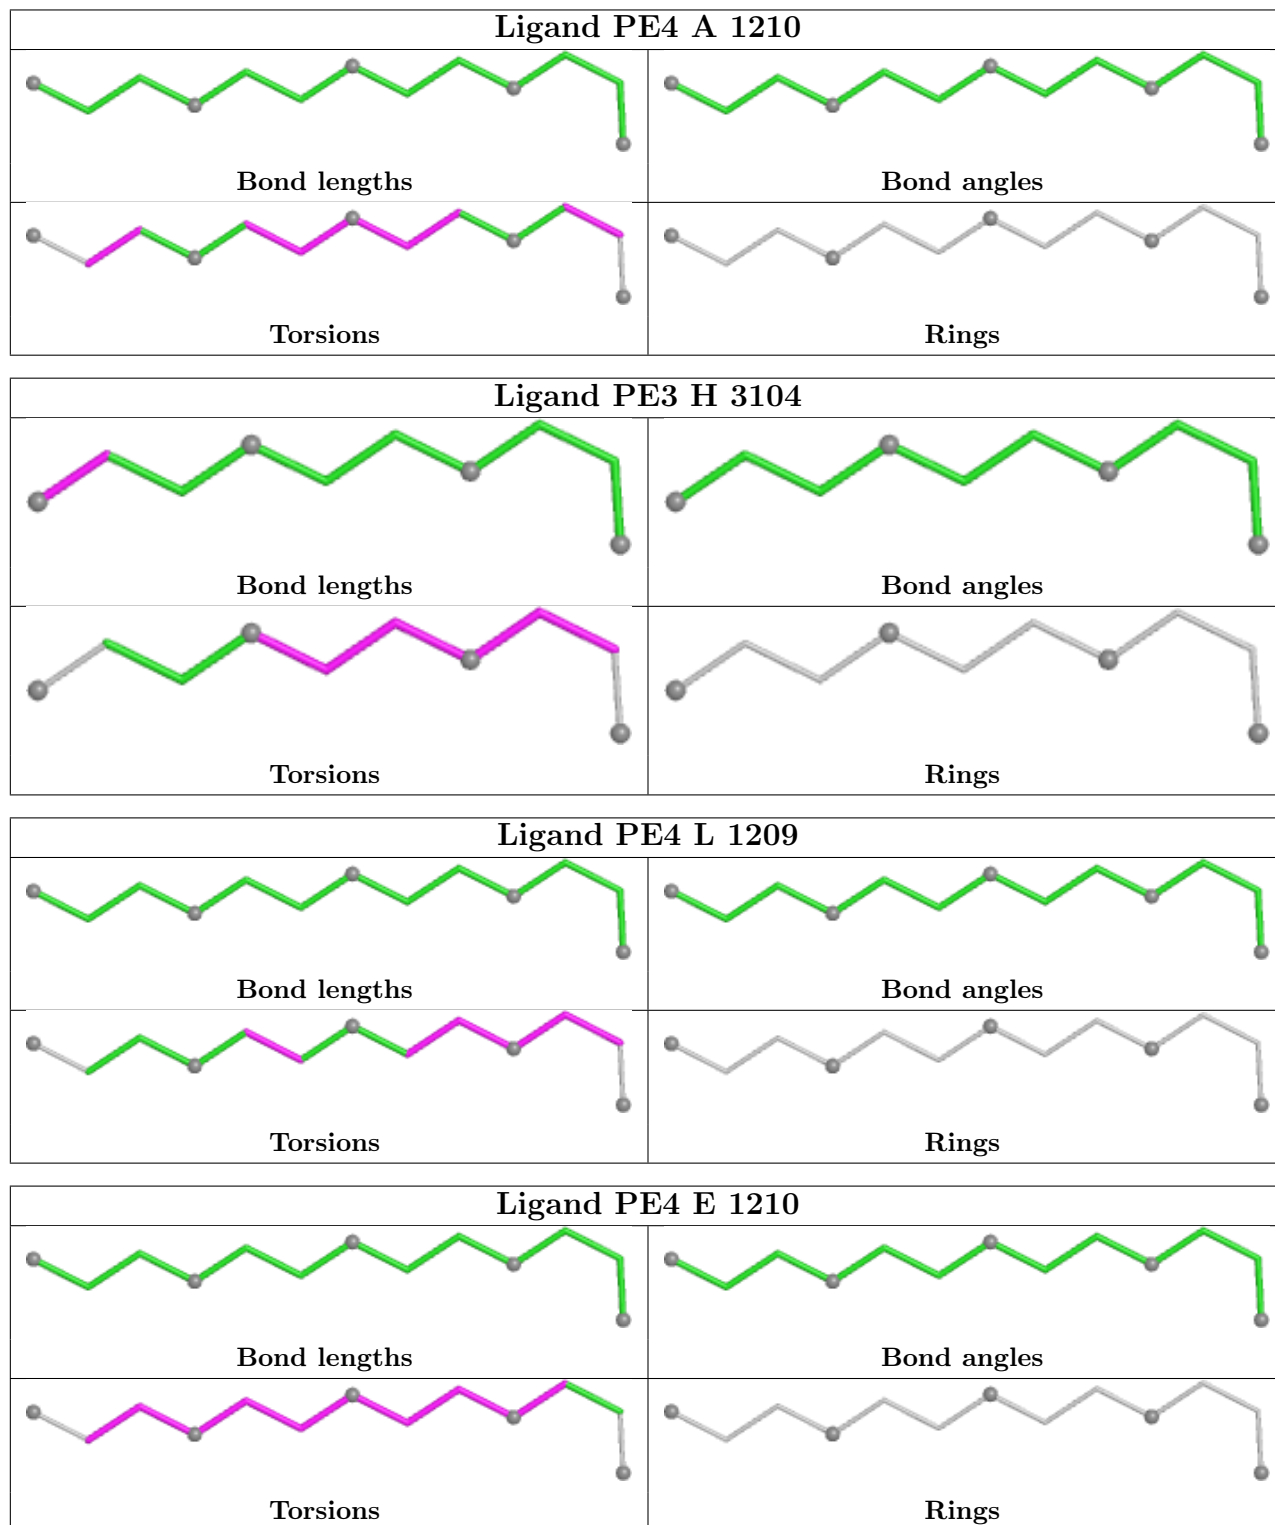 Ligand PE4 A 1210
Bond lengths
Bond angles
Torsions
Rings
Ligand PE3 H 3104
Bond lengths
Bond angles
Torsions
Rings
Ligand PE4 L 1209
Bond lengths
Bond angles
Torsions
Rings
Ligand PE4 E 1210
Bond lengths
Bond angles
Torsions
Rings